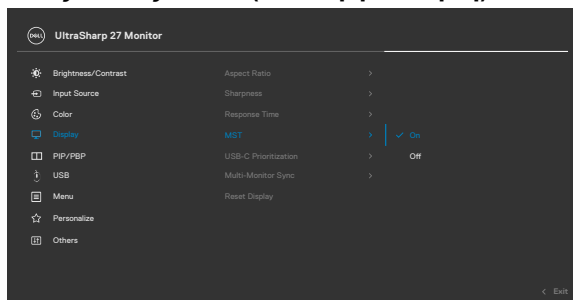 DELL UltraSharp 27 Monitor
Brightness/Contrast Aspect Ratio >
Input Source Sharpness >
Color Response Time >
Display MST > ✓ On
PIP/PBP USB-C Prioritization > Off
USB Multi-Monitor Sync >
Menu Reset Display
Personalize
Others
< Exit